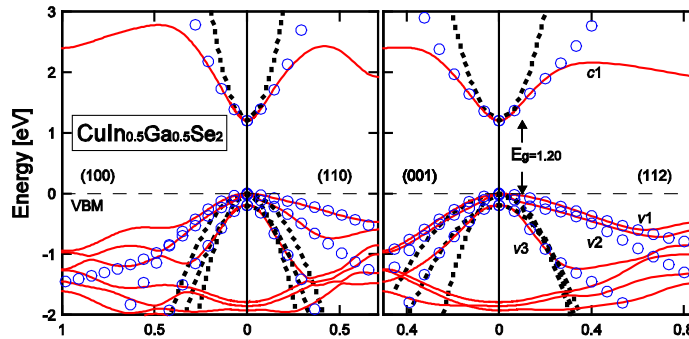 Energy [eV]
3
2
1
0
-1
-2
CuIn0.5Ga0.5Se2
(100)
(110)
VBM
(001)
(112)
Eg=1.20
c1
v1
v2
v3
1
0.5
0
0.5
0.4
0
0.4
0.8